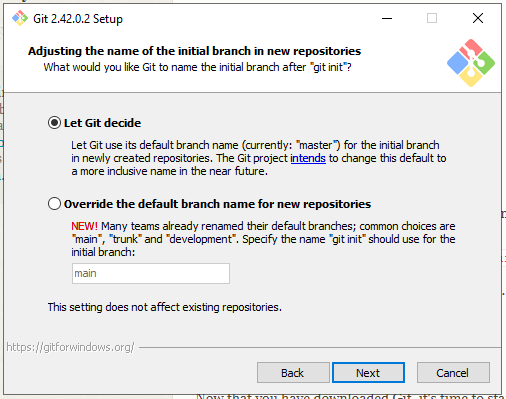 Git 2.42.0.2 Setup
Adjusting the name of the initial branch in new repositories
What would you like Git to name the initial branch after "git init"?
Let Git decide
Let Git use its default branch name (currently: "master") for the initial branch
in newly created repositories. The Git project intends to change this default to
a more inclusive name in the near future.
Override the default branch name for new repositories
NEW! Many teams already renamed their default branches; common choices are
"main", "trunk" and "development". Specify the name "git init" should use for the
initial branch:
main
This setting does not affect existing repositories.
https://gitforwindows.org/
Back
Next
Cancel
Now that you have downloaded Git, it's time to sta